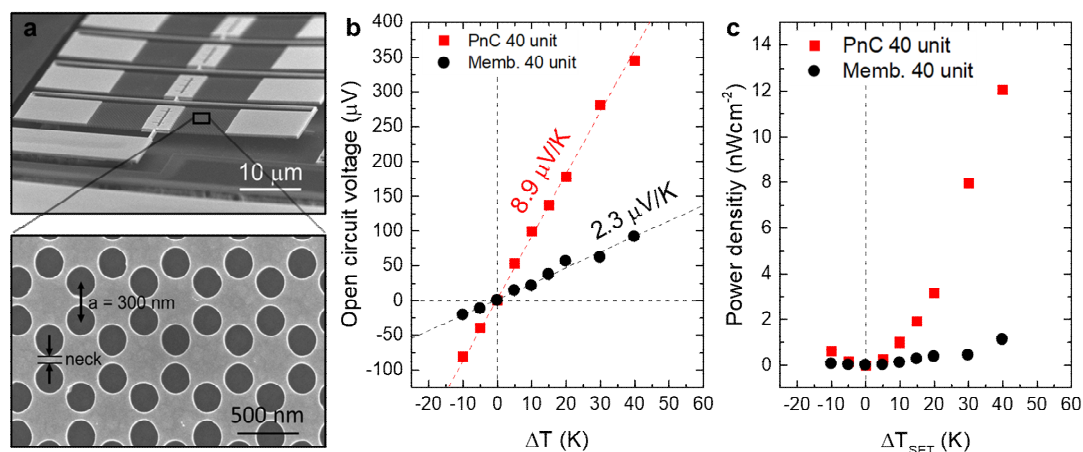 a
10 μm
a = 300 nm
neck
500 nm
b
PnC 40 unit
Memb. 40 unit
8.9 μV/K
2.3 μV/K
Open circuit voltage (μV)
400
350
300
250
200
150
100
50
0
-50
-100
-20 -10 0 10 20 30 40 50 60
ΔT (K)
c
PnC 40 unit
Memb. 40 unit
Power densitiy (nWcm⁻²)
14
12
10
8
6
4
2
0
-20 -10 0 10 20 30 40 50 60
ΔT_SET (K)